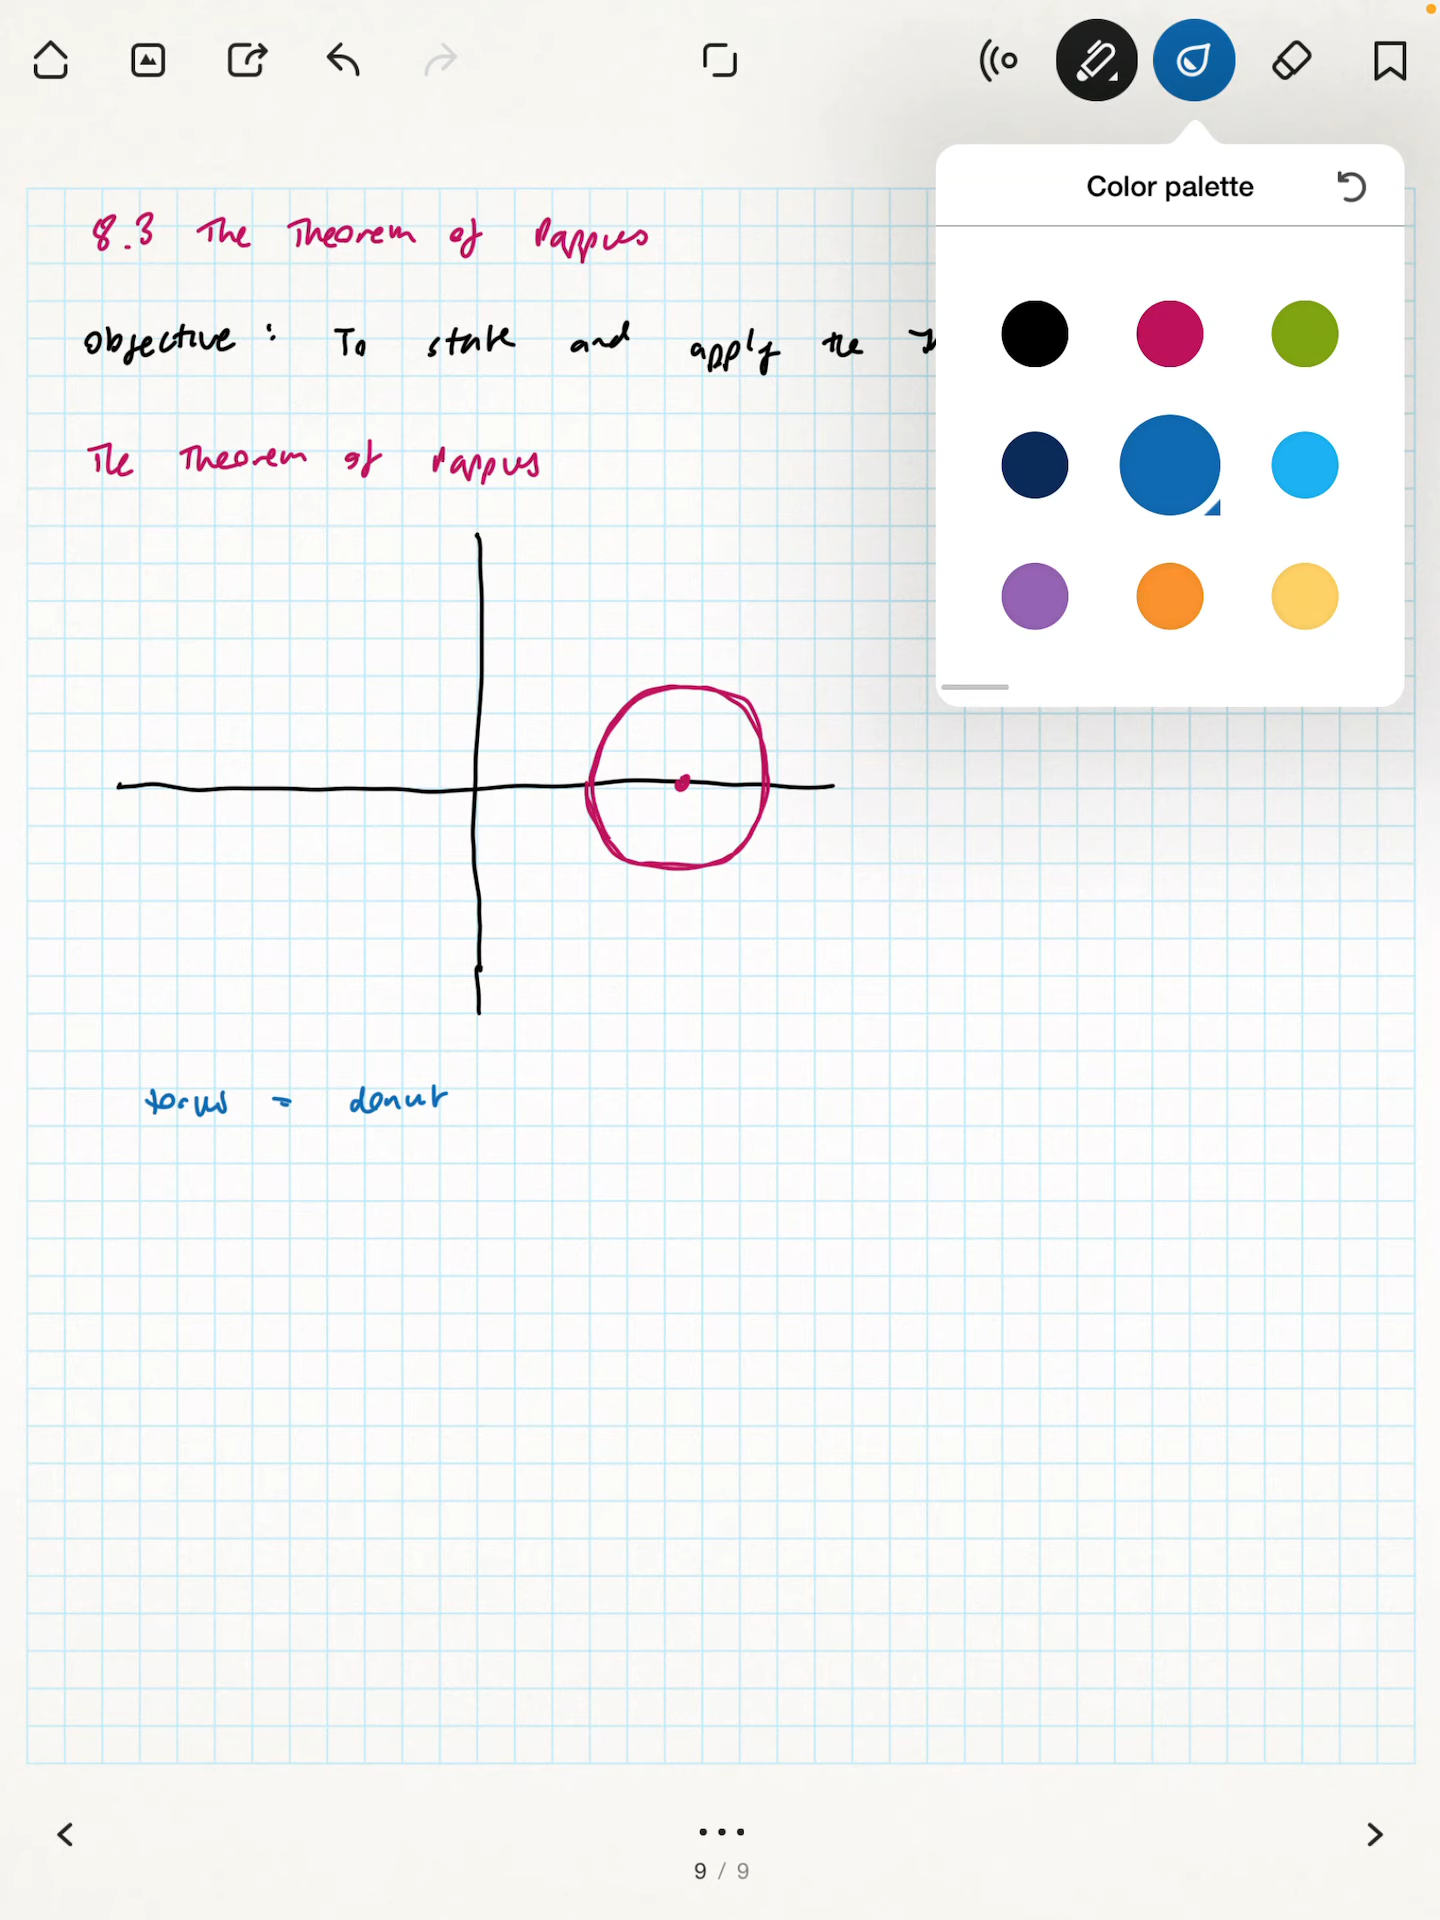 Color palette
8.3 The Theorem of Pappus
Objective: To state and apply the
The Theorem of Pappus
torus = donut
9 / 9